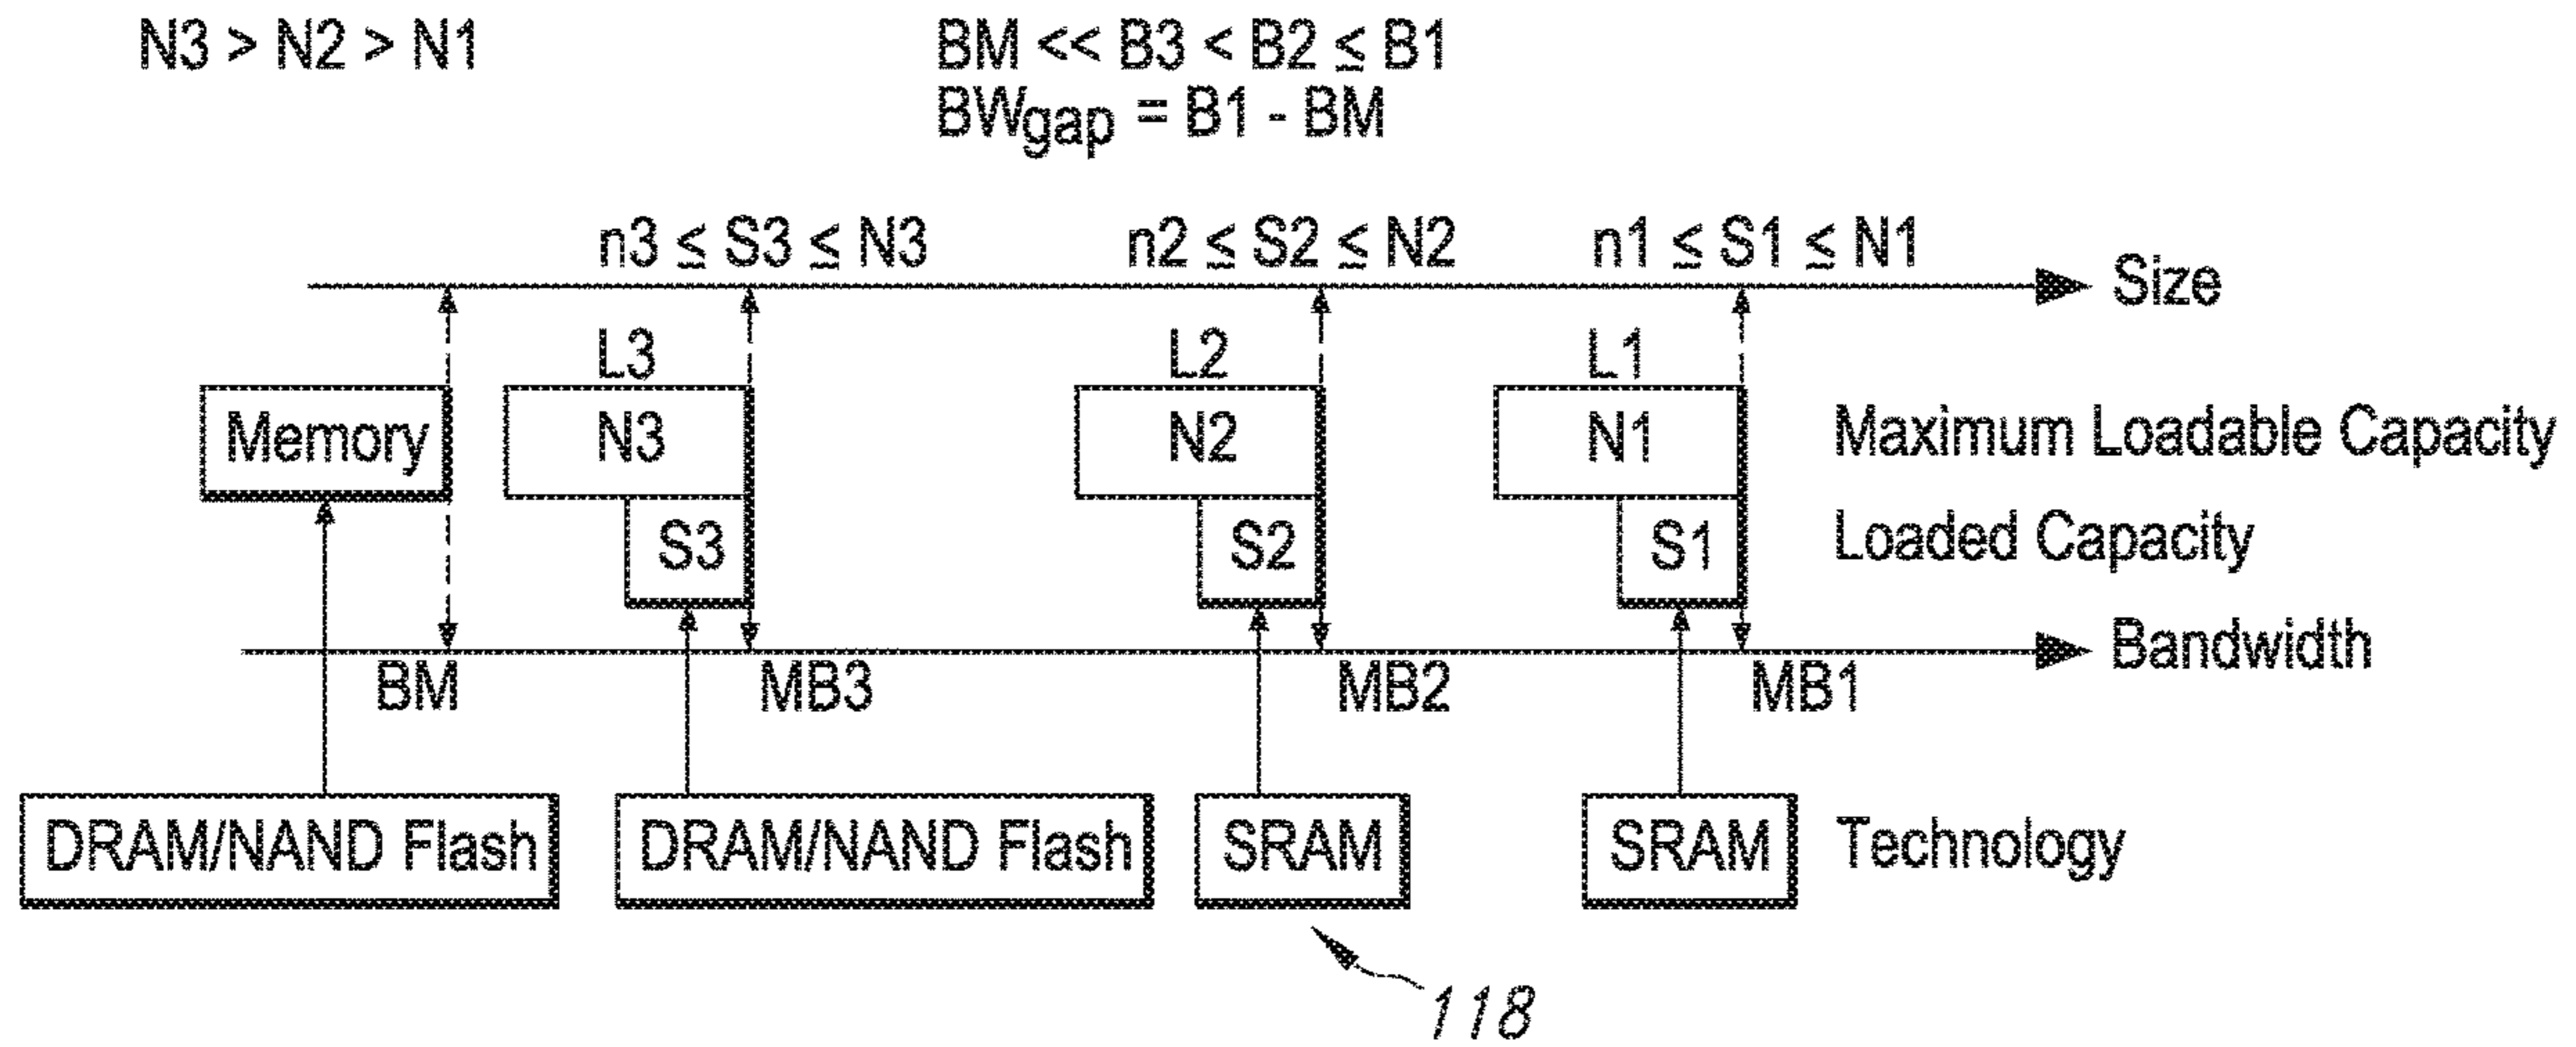 N3 > N2 > N1
BM << B3 < B2 ≤ B1
BWgap = B1 - BM
n3 ≤ S3 ≤ N3
n2 ≤ S2 ≤ N2
n1 ≤ S1 ≤ N1
Size
L3
L2
L1
Memory
N3
N2
N1
Maximum Loadable Capacity
S3
S2
S1
Loaded Capacity
Bandwidth
BM
MB3
MB2
MB1
DRAM/NAND Flash
DRAM/NAND Flash
SRAM
SRAM
Technology
118